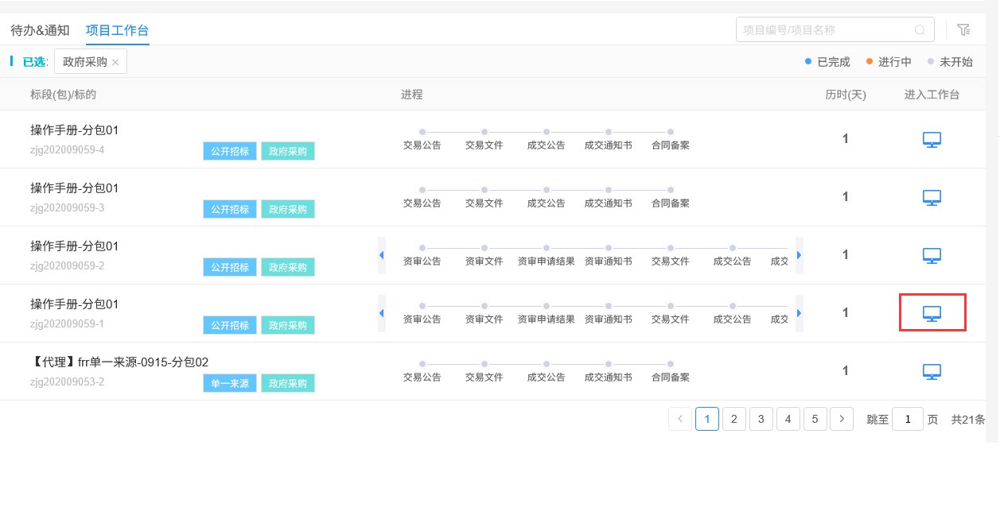 待办&通知 项目工作台 项目编号/项目名称
已选: 政府采购 × 已完成 进行中 未开始
标段(包)/标的 进程 历时(天) 进入工作台
操作手册-分包01
zjg202009059-4 公开招标 政府采购 交易公告 交易文件 成交公告 成交通知书 合同备案 1
操作手册-分包01
zjg202009059-3 公开招标 政府采购 交易公告 交易文件 成交公告 成交通知书 合同备案 1
操作手册-分包01
zjg202009059-2 公开招标 政府采购 资审公告 资审文件 资审申请结果 资审通知书 交易文件 成交公告 成交 1
操作手册-分包01
zjg202009059-1 公开招标 政府采购 资审公告 资审文件 资审申请结果 资审通知书 交易文件 成交公告 成交 1
【代理】frr单一来源-0915-分包02
zjg202009053-2 单一来源 政府采购 交易公告 交易文件 成交公告 成交通知书 合同备案 1
< 1 2 3 4 5 > 跳至 1 页 共21条